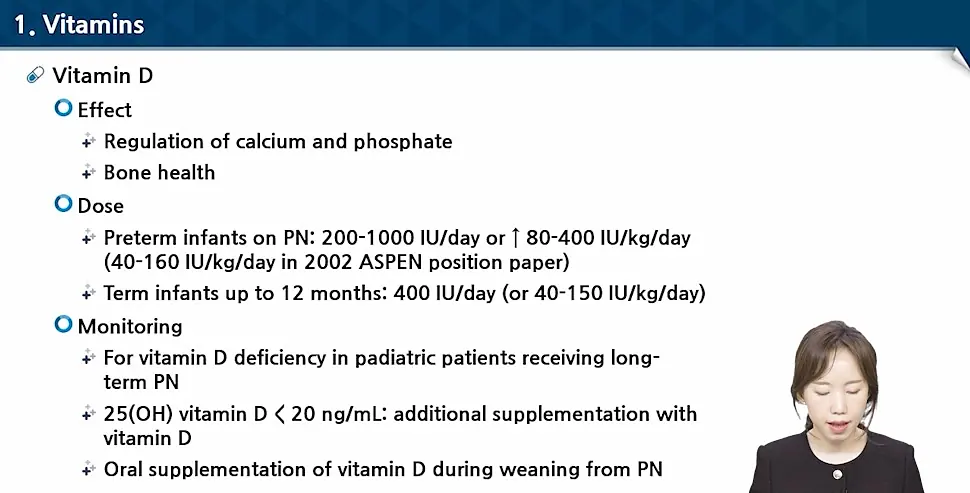 1. Vitamins
Vitamin D
Effect
Regulation of calcium and phosphate
Bone health
Dose
Preterm infants on PN: 200-1000 IU/day or ↑ 80-400 IU/kg/day
(40-160 IU/kg/day in 2002 ASPEN position paper)
Term infants up to 12 months: 400 IU/day (or 40-150 IU/kg/day)
Monitoring
For vitamin D deficiency in padiatric patients receiving long-
term PN
25(OH) vitamin D < 20 ng/mL: additional supplementation with
vitamin D
Oral supplementation of vitamin D during weaning from PN